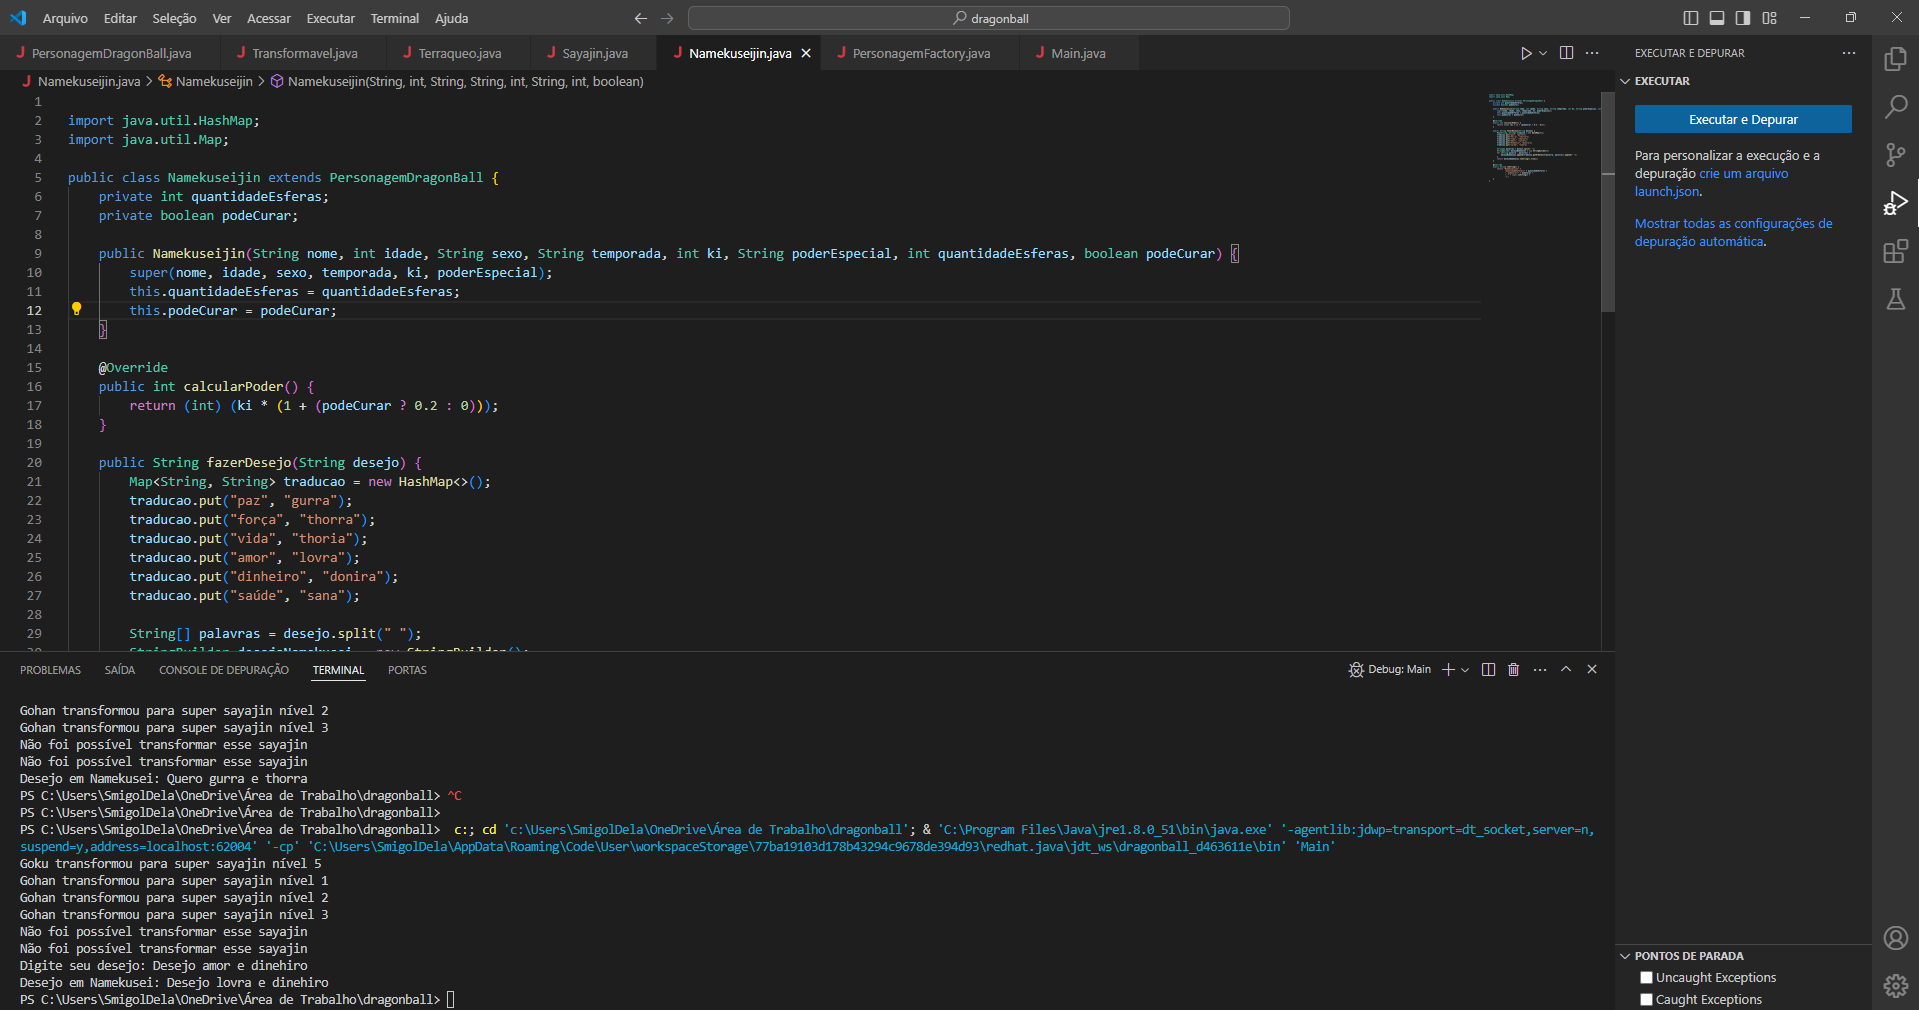 Arquivo Editar Seleção Ver Acessar Executar Terminal Ajuda
dragonball
PersonagemDragonBall.java Transformavel.java Terraqueo.java Sayajin.java Namekuseijin.java PersonagemFactory.java Main.java
Namekuseijin.java > Namekuseijin > Namekuseijin(String, int, String, String, int, String, int, boolean)
1
2 import java.util.HashMap;
3 import java.util.Map;
4
5 public class Namekuseijin extends PersonagemDragonBall {
6 private int quantidadeEsferas;
7 private boolean podeCurar;
8
9 public Namekuseijin(String nome, int idade, String sexo, String temporada, int ki, String poderEspecial, int quantidadeEsferas, boolean podeCurar) {
10 super(nome, idade, sexo, temporada, ki, poderEspecial);
11 this.quantidadeEsferas = quantidadeEsferas;
12 this.podeCurar = podeCurar;
13 }
14
15 @Override
16 public int calcularPoder() {
17 return (int) (ki * (1 + (podeCurar ? 0.2 : 0)));
18 }
19
20 public String fazerDesejo(String desejo) {
21 Map<String, String> traducao = new HashMap<>();
22 traducao.put("paz", "gurra");
23 traducao.put("força", "thorra");
24 traducao.put("vida", "thoria");
25 traducao.put("amor", "lovra");
26 traducao.put("dinheiro", "donira");
27 traducao.put("saúde", "sana");
28
29 String[] palavras = desejo.split(" ");
EXECUTAR E DEPURAR
EXECUTAR
Executar e Depurar
Para personalizar a execução e a
depuração crie um arquivo
launch.json.
Mostrar todas as configurações de
depuração automática.
PROBLEMAS SAÍDA CONSOLE DE DEPURAÇÃO TERMINAL PORTAS
Debug: Main
Gohan transformou para super sayajin nível 2
Gohan transformou para super sayajin nível 3
Não foi possível transformar esse sayajin
Não foi possível transformar esse sayajin
Desejo em Namekusei: Quero gurra e thorra
PS C:\Users\SmigolDela\OneDrive\Área de Trabalho\dragonball> ^C
PS C:\Users\SmigolDela\OneDrive\Área de Trabalho\dragonball>
PS C:\Users\SmigolDela\OneDrive\Área de Trabalho\dragonball> c:; cd 'c:\Users\SmigolDela\OneDrive\Área de Trabalho\dragonball'; & 'C:\Program Files\Java\jre1.8.0_51\bin\java.exe' '-agentlib:jdwp=transport=dt_socket,server=n,
suspend=y,address=localhost:62004' '-cp' 'C:\Users\SmigolDela\AppData\Roaming\Code\User\workspaceStorage\77ba19103d178b43294c9678de394d93\redhat.java\jdt_ws\dragonball_d463611e\bin' 'Main'
Goku transformou para super sayajin nível 5
Gohan transformou para super sayajin nível 1
Gohan transformou para super sayajin nível 2
Gohan transformou para super sayajin nível 3
Não foi possível transformar esse sayajin
Não foi possível transformar esse sayajin
Digite seu desejo: Desejo amor e dinehiro
Desejo em Namekusei: Desejo lovra e dinehiro
PS C:\Users\SmigolDela\OneDrive\Área de Trabalho\dragonball>
PONTOS DE PARADA
Uncaught Exceptions
Caught Exceptions